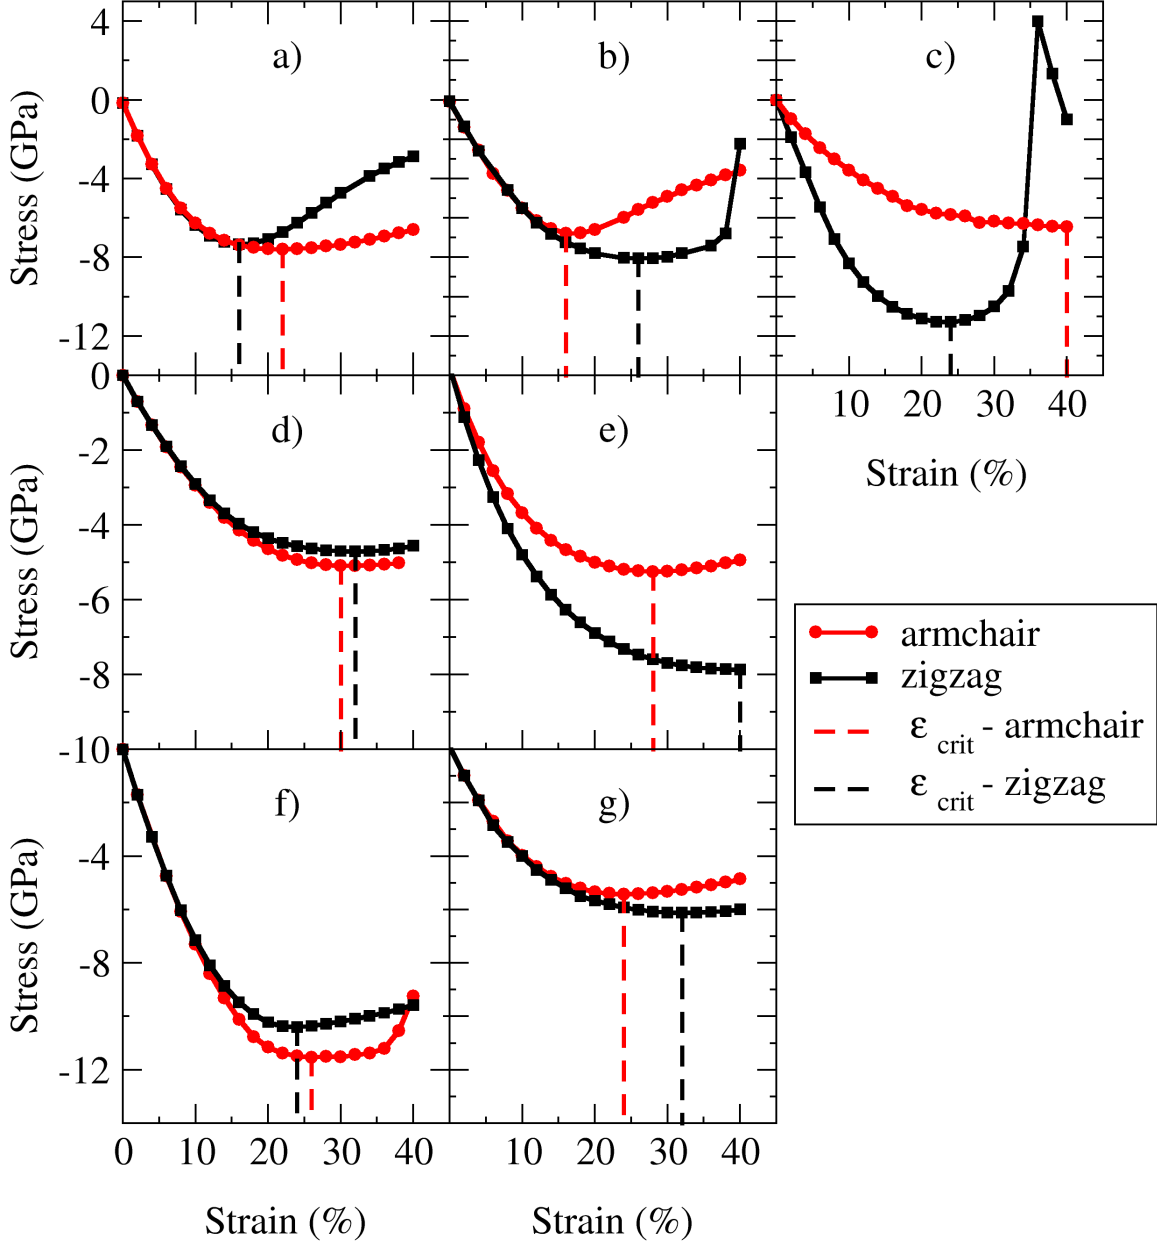 4
0
-4
-8
-12
Stress (GPa)
a)
b)
c)
10 20 30 40
Strain (%)
0
-2
-4
-6
-8
-10
Stress (GPa)
d)
e)
armchair
zigzag
ε crit - armchair
ε crit - zigzag
-4
-8
-12
Stress (GPa)
f)
g)
0 10 20 30 40
10 20 30 40
Strain (%)
Strain (%)